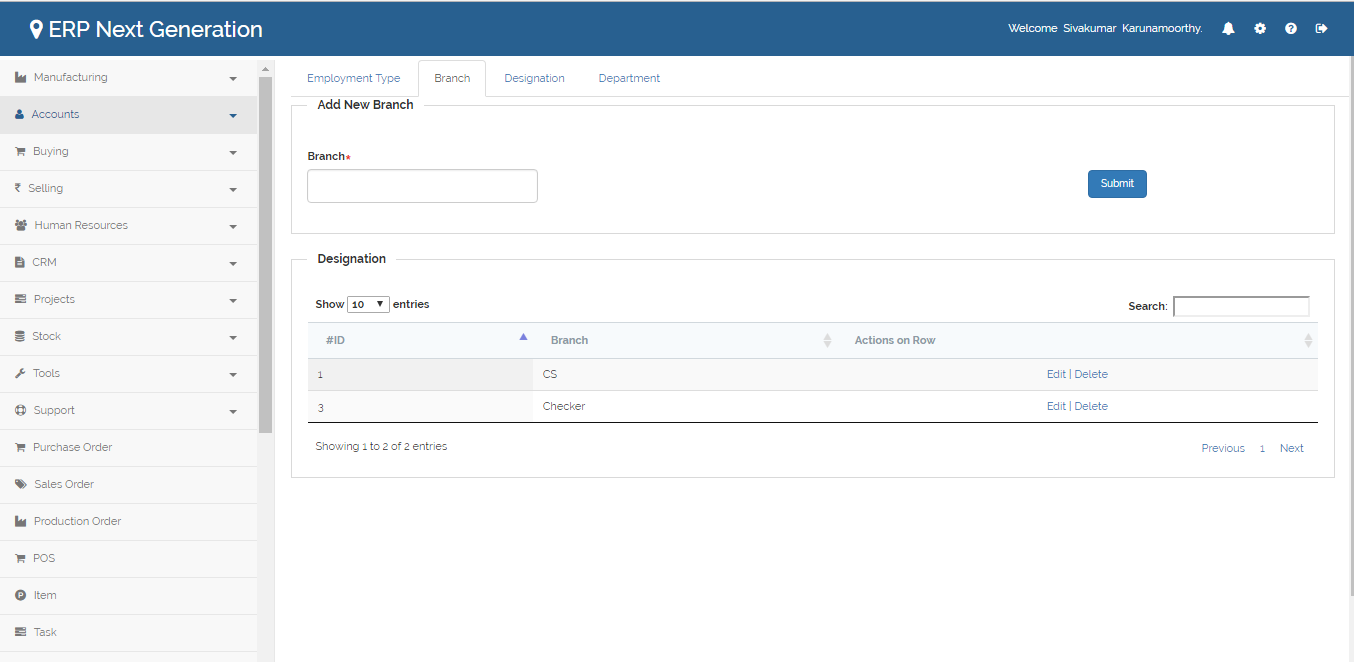 ERP Next Generation
Welcome Sivakumar Karunamoorthy.
Manufacturing
Accounts
Buying
Selling
Human Resources
CRM
Projects
Stock
Tools
Support
Purchase Order
Sales Order
Production Order
POS
Item
Task
Employment Type Branch Designation Department
Add New Branch
Branch*
Submit
Designation
Show 10 entries
Search:
#ID Branch Actions on Row
1 CS Edit | Delete
3 Checker Edit | Delete
Showing 1 to 2 of 2 entries
Previous 1 Next